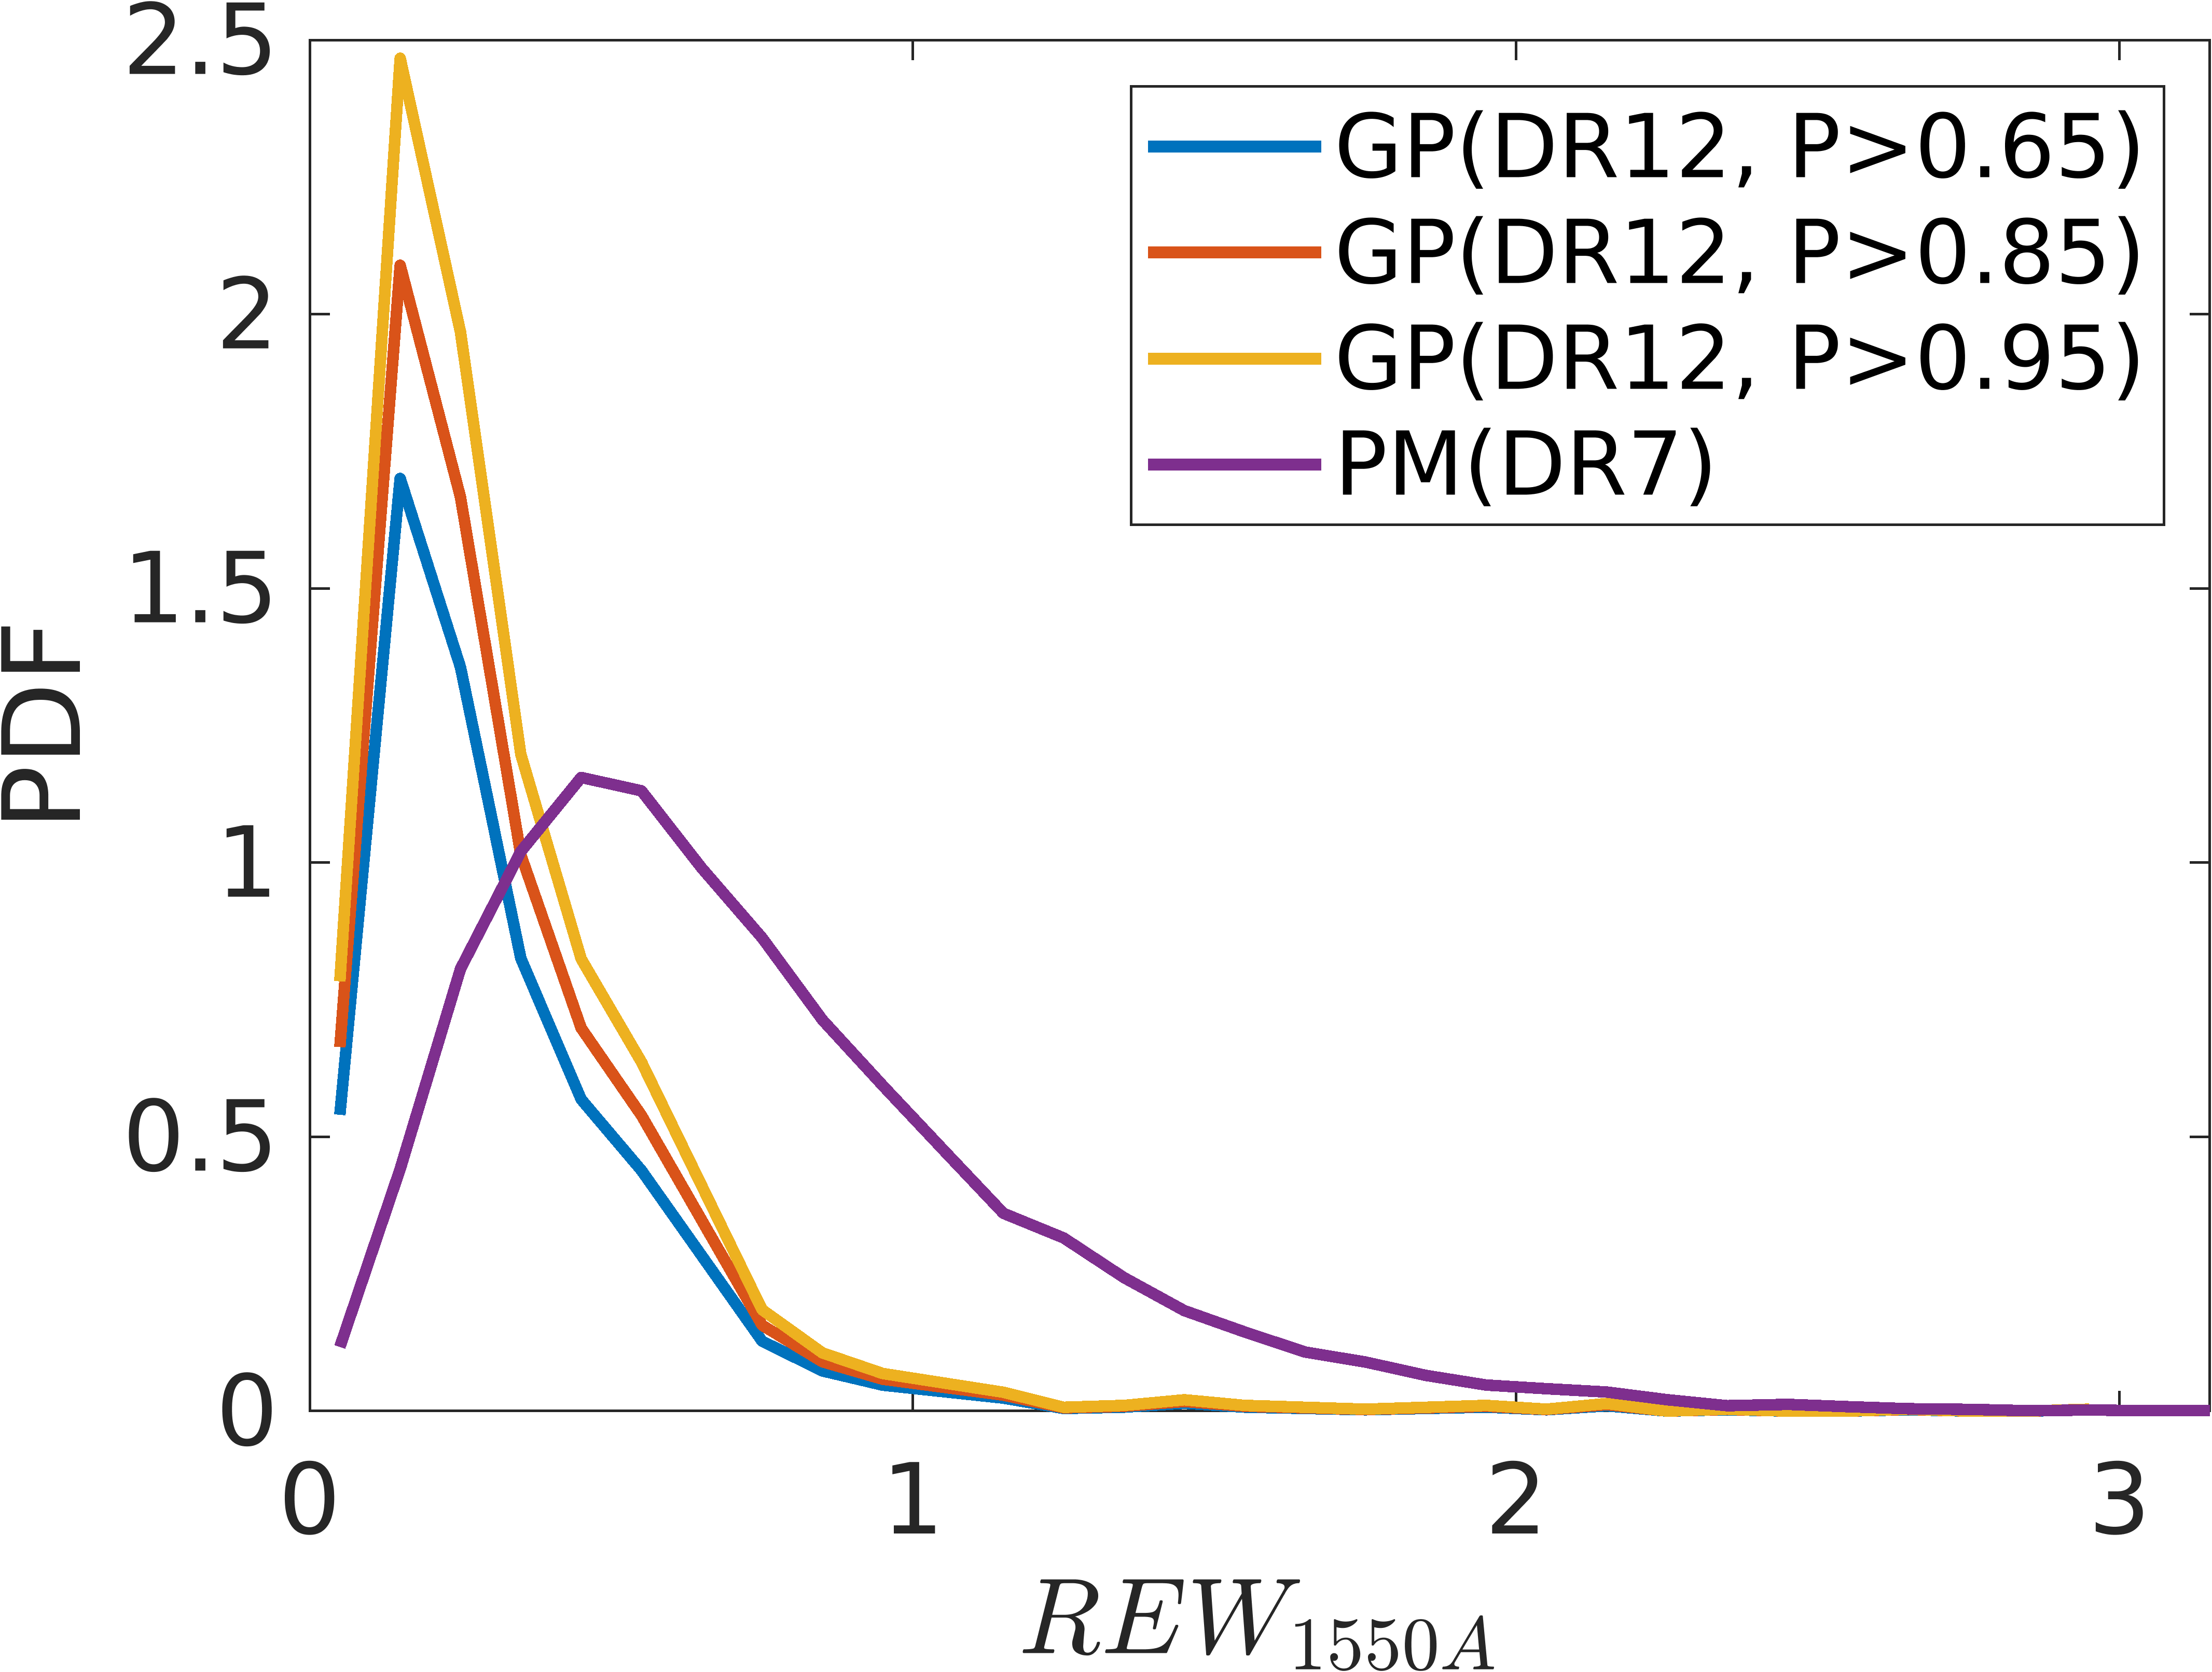 2.5
2
1.5
1
0.5
0
PDF
GP(DR12, P>0.65)
GP(DR12, P>0.85)
GP(DR12, P>0.95)
PM(DR7)
0 1 2 3
REW1550A